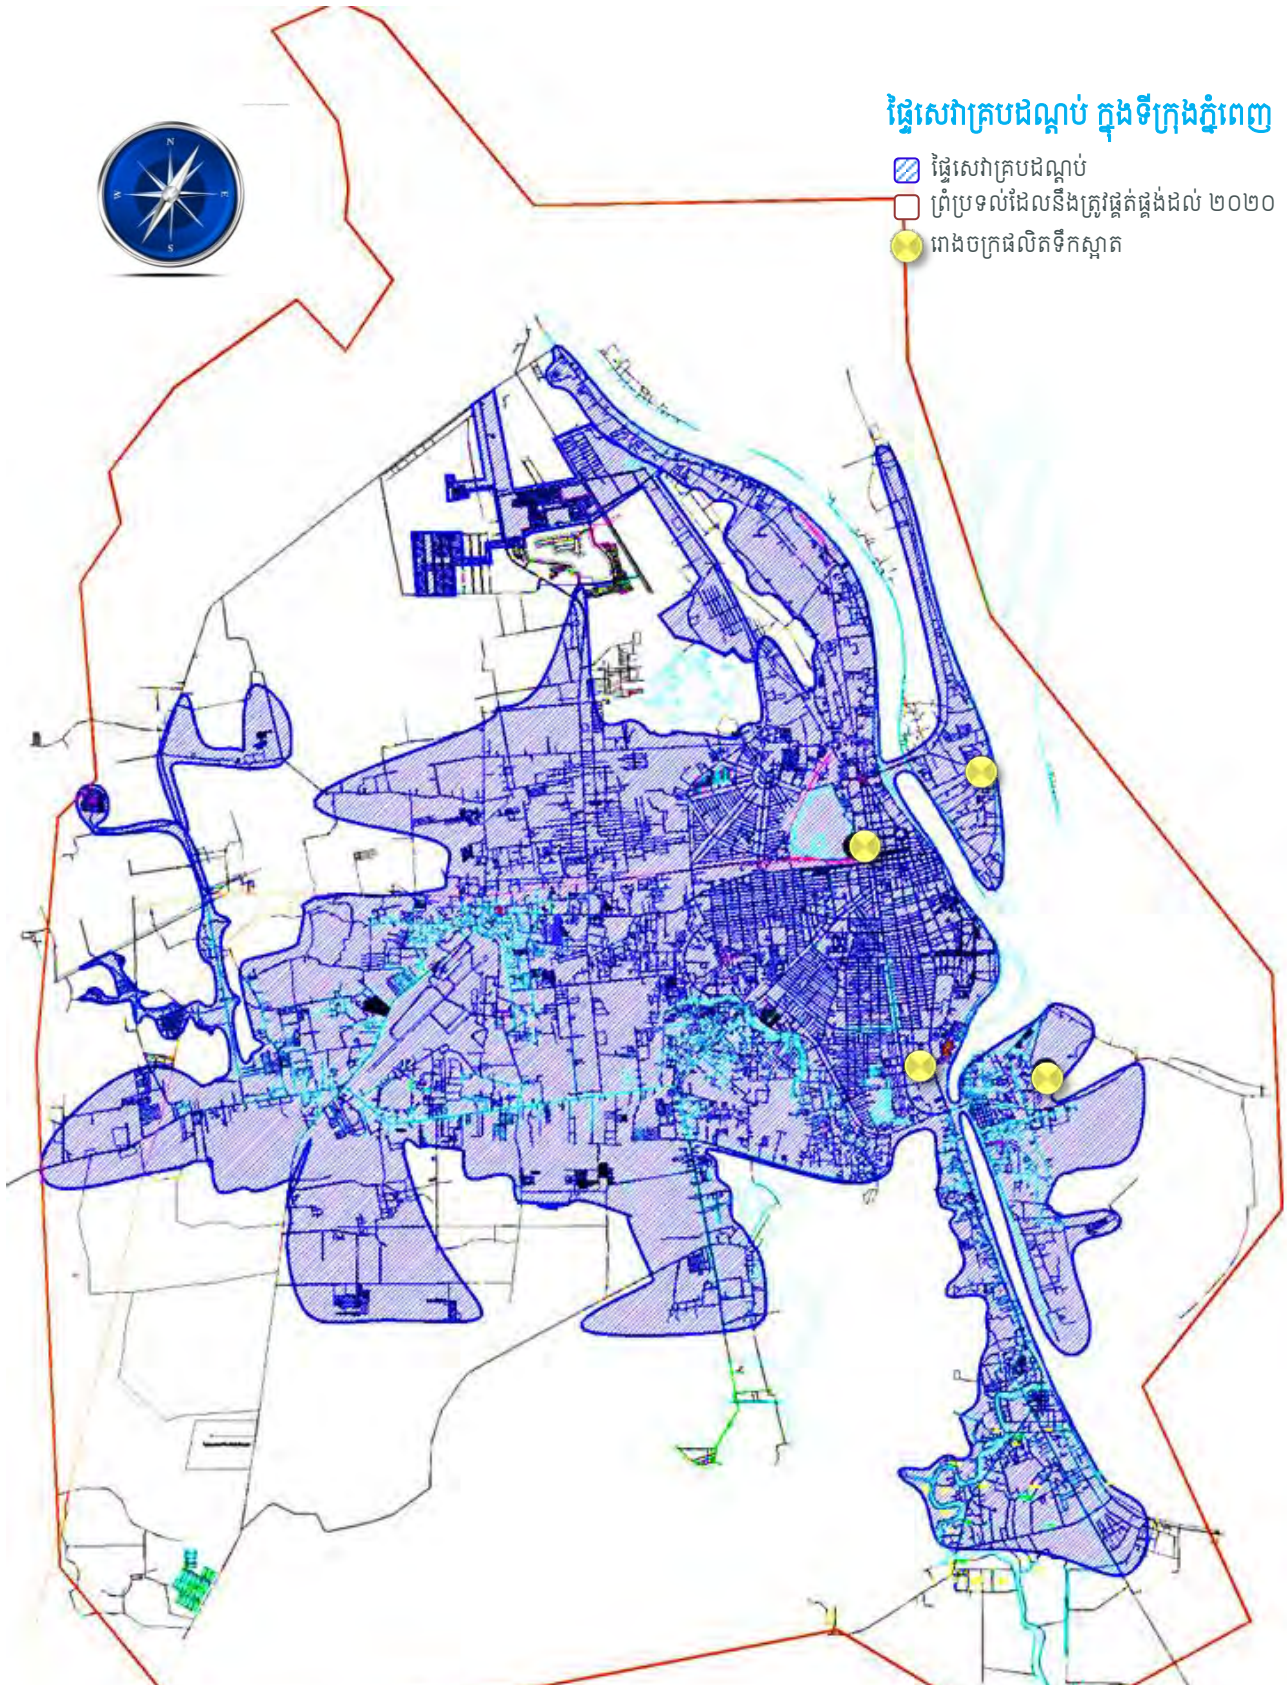 ផ្ទៃសេវាគ្របដណ្តប់ ក្នុងទីក្រុងភ្នំពេញ
ផ្ទៃសេវាគ្របដណ្តប់
ព្រំប្រទល់ដែលនឹងត្រូវផ្គត់ផ្គង់ដល់ ២០២០
រោងចក្រផលិតទឹកស្អាត
N
W E
S